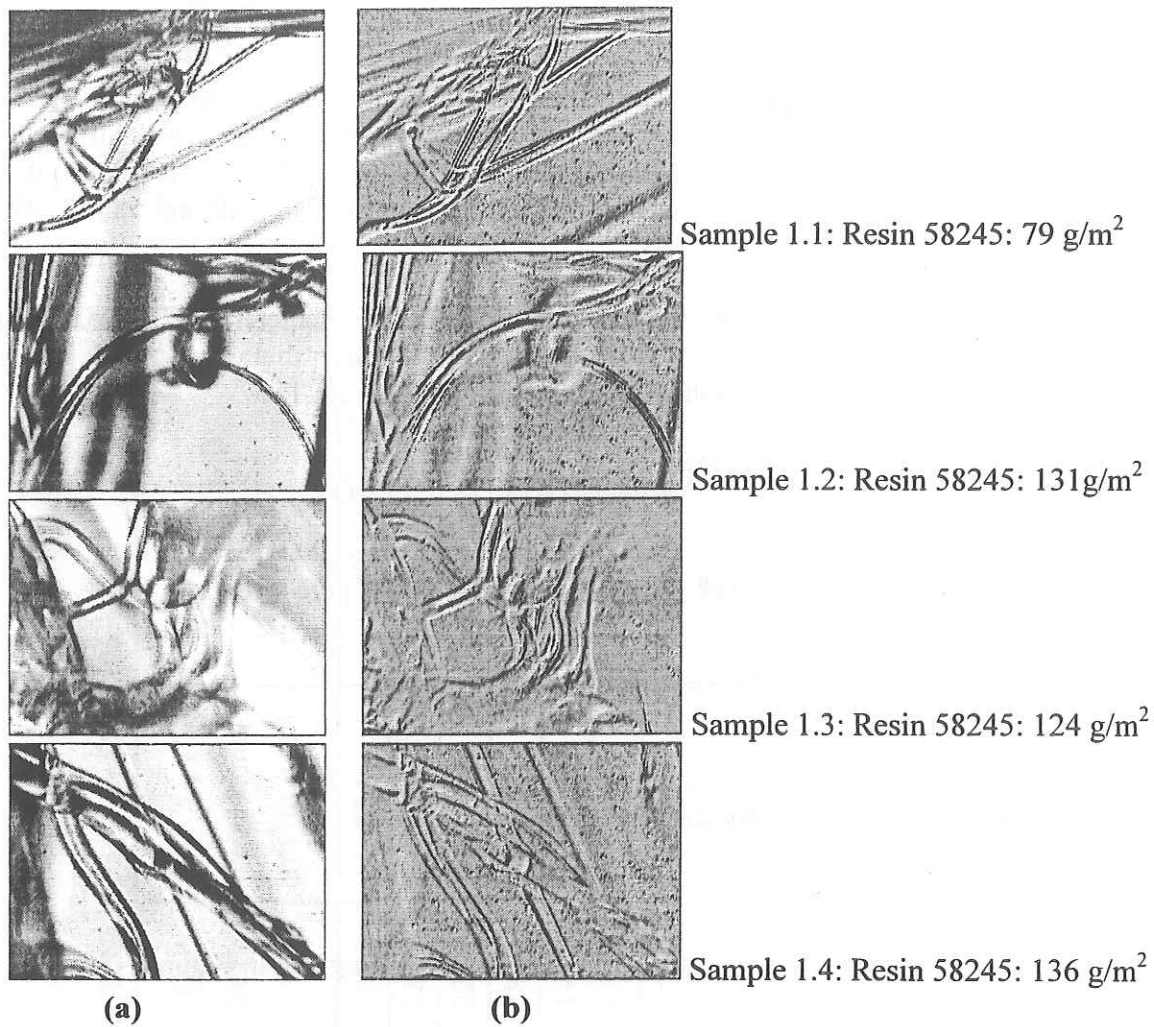 Sample 1.1: Resin 58245: 79 g/m²
Sample 1.2: Resin 58245: 131g/m²
Sample 1.3: Resin 58245: 124 g/m²
Sample 1.4: Resin 58245: 136 g/m²
(a) (b)